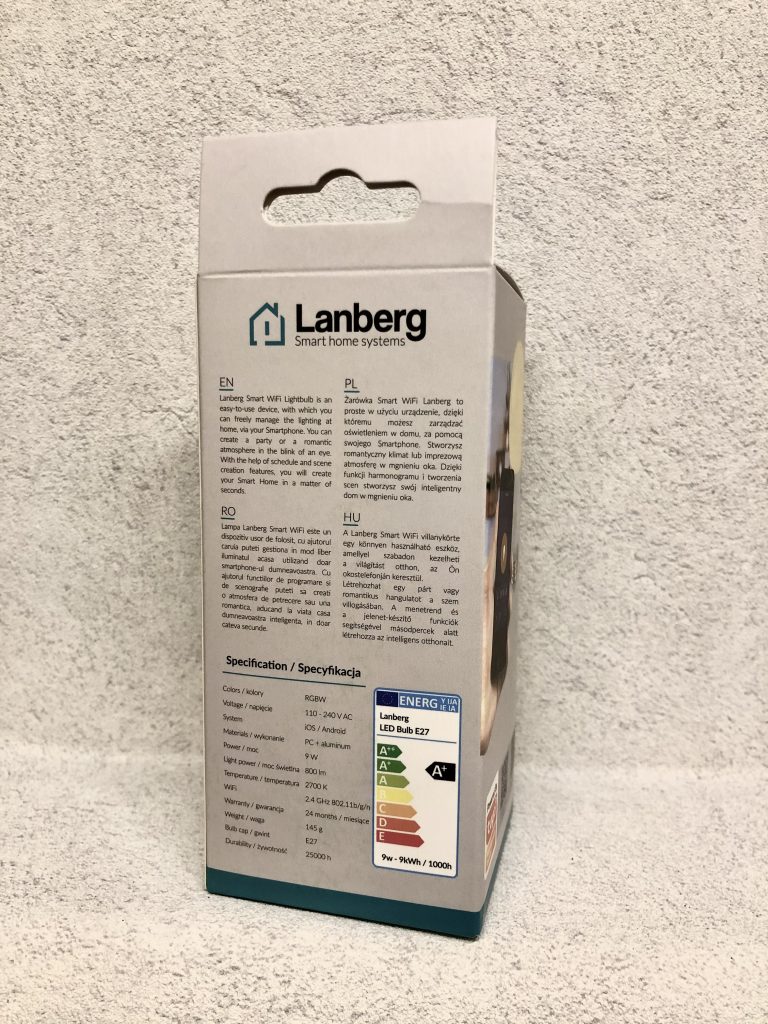 Lanberg
Smart home systems
EN
Lanberg Smart WiFi Lightbulb is an
easy-to-use device, with which you
can freely manage the lighting at
home, via your Smartphone. You can
create a party or a romantic
atmosphere in the blink of an eye.
With the help of schedule and scene
creation features, you will create
your Smart Home in a matter of
seconds.
PL
Żarówka Smart WiFi Lanberg to
proste w użyciu urządzenie, dzięki
któremu możesz zarządzać
oświetleniem w domu, za pomocą
swojego Smartphone. Stworzysz
romantyczny klimat lub imprezową
atmosferę w mgnieniu oka. Dzięki
funkcji harmonogramu i tworzenia
scen stworzysz swój inteligentny
dom w mgnieniu oka.
RO
Lampa Lanberg Smart WiFi este un
dispozitiv usor de folosit, cu ajutorul
caruia puteti gestiona in mod liber
iluminatul acasa utilizand doar
smartphone-ul dumneavoastra. Cu
ajutorul functiilor de programare si
de scenografie puteti sa creati
o atmosfera de petrecere sau una
romantica, aducand la viata casa
dumneavoastra inteligenta, in doar
cateva secunde.
HU
A Lanberg Smart WiFi villanykörte
egy könnyen használható eszköz,
amellyel szabadon kezelheti
a világítást otthon, az Ön
okostelefonján keresztül.
Létrehozhat egy párt vagy
romantikus hangulatot a szem
villogásában. A menetrend és
a jelenet-készítő funkciók
segítségével másodpercek alatt
létrehozza az intelligens otthonait.
Specification / Specyfikacja
Colors / kolory RGBW
Voltage / napięcie 110 - 240 V AC
System iOS / Android
Materials / wykonanie PC + aluminum
Power / moc 9 W
Light power / moc świetlna 800 lm
Temperature / temperatura 2700 K
WiFi 2.4 GHz 802.11b/g/n
Warranty / gwarancja 24 months / miesiące
Weight / waga 145 g
Bulb cap / gwint E27
Durability / żywotność 25000 h
ENERG Y IJA
IE IA
Lanberg
LED Bulb E27
A++
A+
A
B
C
D
E
A+
9w - 9kWh / 1000h